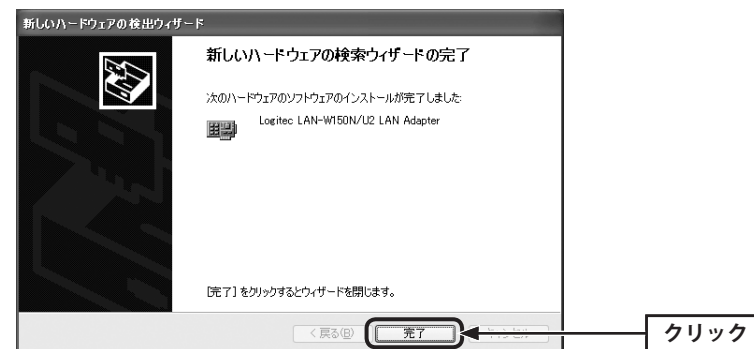 新しいハードウェアの検出ウィザード
新しいハードウェアの検索ウィザードの完了
次のハードウェアのソフトウェアのインストールが完了しました:
Logitec LAN-W150N/U2 LAN Adapter
[完了] をクリックするとウィザードを閉じます。
< 戻る(B)
完了
キャンセル
クリック